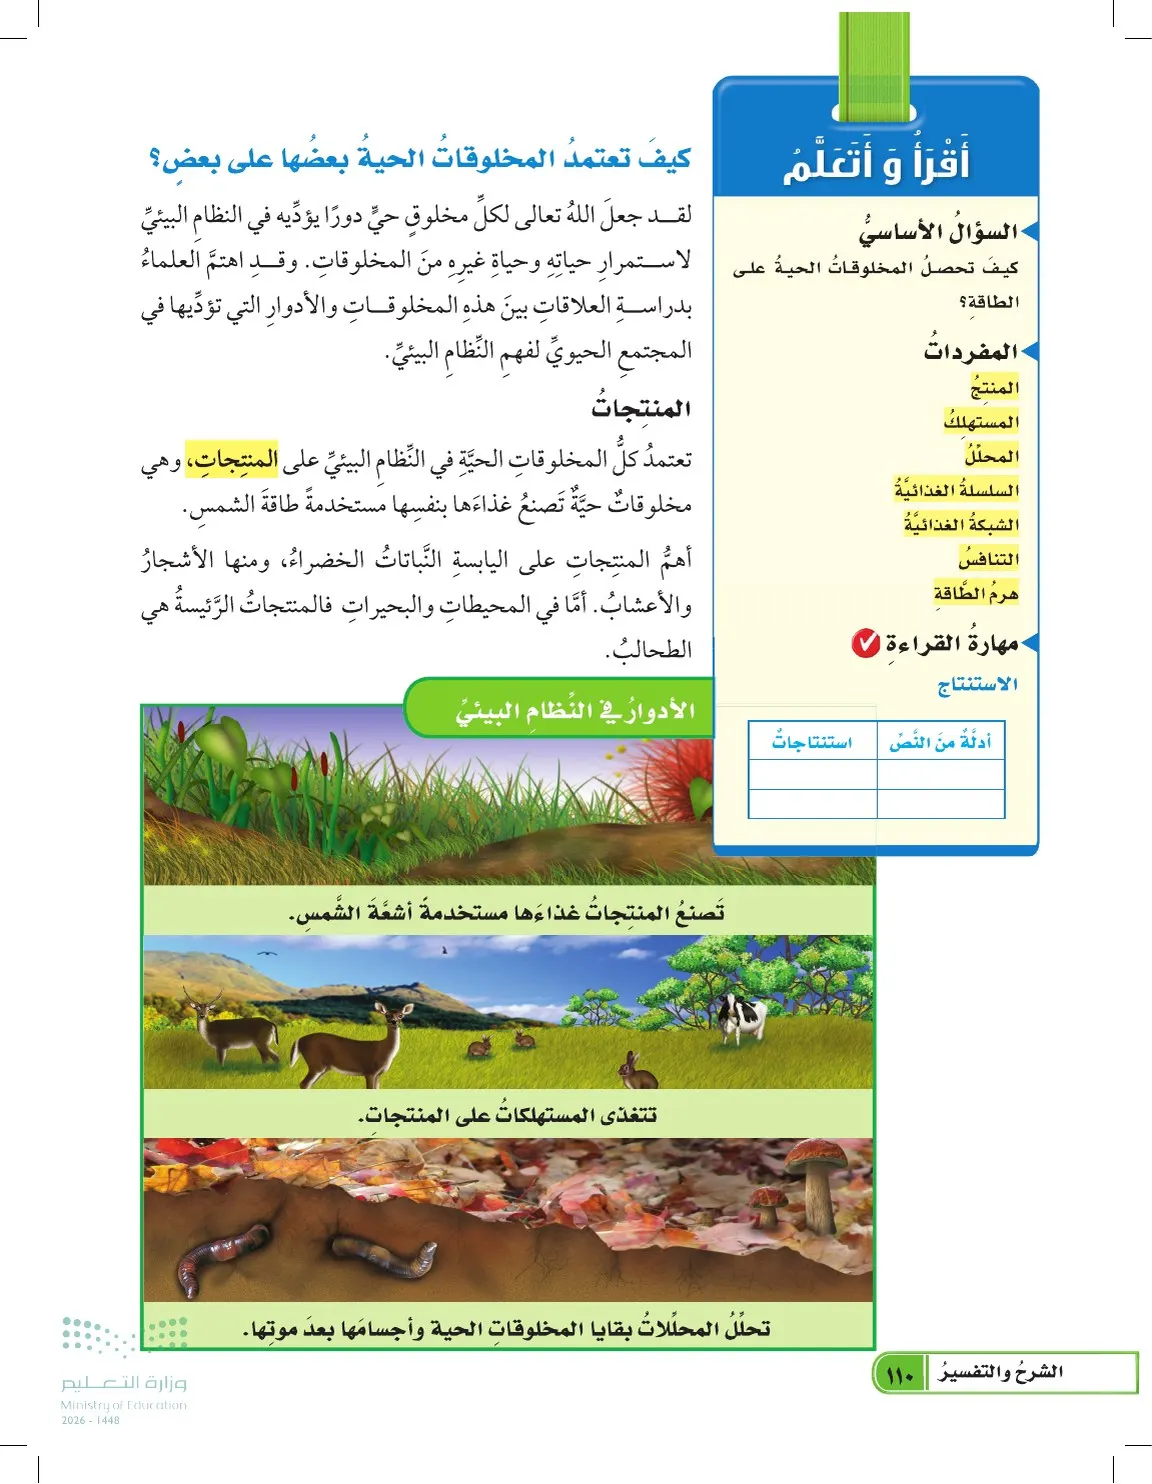 أَقْرَأُ وَ أَتَعَلَّمُ
السؤالُ الأساسيُّ
كيفَ تحصلُ المخلوقاتُ الحيةُ على
الطاقةِ؟
المفرداتُ
المنتِجُ
المستهلِكُ
المحلِّلُ
السلسلةُ الغذائيَّةُ
الشبكةُ الغذائيَّةُ
التنافسُ
هرمُ الطَّاقةِ
مهارةُ القراءةِ
الاستنتاج
أدلَّةٌ منَ النَّصِّ استنتاجاتٌ
كيفَ تعتمدُ المخلوقاتُ الحيةُ بعضُها على بعضٍ؟
لقد جعلَ اللهُ تعالى لكلِّ مخلوقٍ حيٍّ دورًا يؤدِّيه في النظامِ البيئيِّ
لاستمرارِ حياتِهِ وحياةِ غيرِهِ منَ المخلوقاتِ. وقدِ اهتمَّ العلماءُ
بدراسةِ العلاقاتِ بينَ هذهِ المخلوقاتِ والأدوارِ التي تؤدِّيها في
المجتمعِ الحيويِّ لفهمِ النِّظامِ البيئيِّ.
المنتِجاتُ
تعتمدُ كلُّ المخلوقاتِ الحيَّةِ في النِّظامِ البيئيِّ على المنتِجاتِ، وهي
مخلوقاتٌ حيَّةٌ تَصنعُ غذاءَها بنفسِها مستخدمةً طاقةَ الشمسِ.
أهمُّ المنتِجاتِ على اليابسةِ النَّباتاتُ الخضراءُ، ومنها الأشجارُ
والأعشابُ. أمَّا في المحيطاتِ والبحيراتِ فالمنتجاتُ الرَّئيسةُ هي
الطحالبُ.
الأدوارُ في النِّظامِ البيئيِّ
تَصنعُ المنتِجاتُ غذاءَها مستخدمةً أشعَّةَ الشَّمسِ.
تتغذى المستهلكاتُ على المنتجاتِ.
تحلِّلُ المحلِّلاتُ بقايا المخلوقاتِ الحية وأجسامَها بعدَ موتِها.
الشرحُ والتفسيرُ ١١٠
وزارة التعليم
Ministry of Education
2026 - 1448